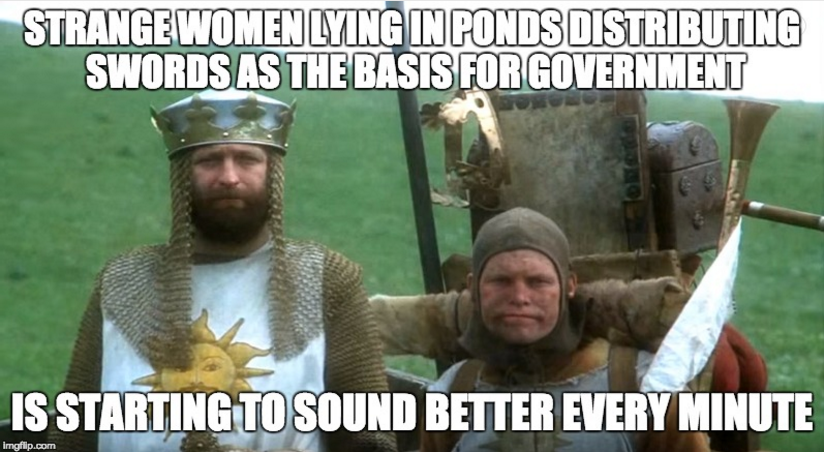 STRANGE WOMEN LYING IN PONDS DISTRIBUTING
SWORDS AS THE BASIS FOR GOVERNMENT
IS STARTING TO SOUND BETTER EVERY MINUTE
imgflip.com